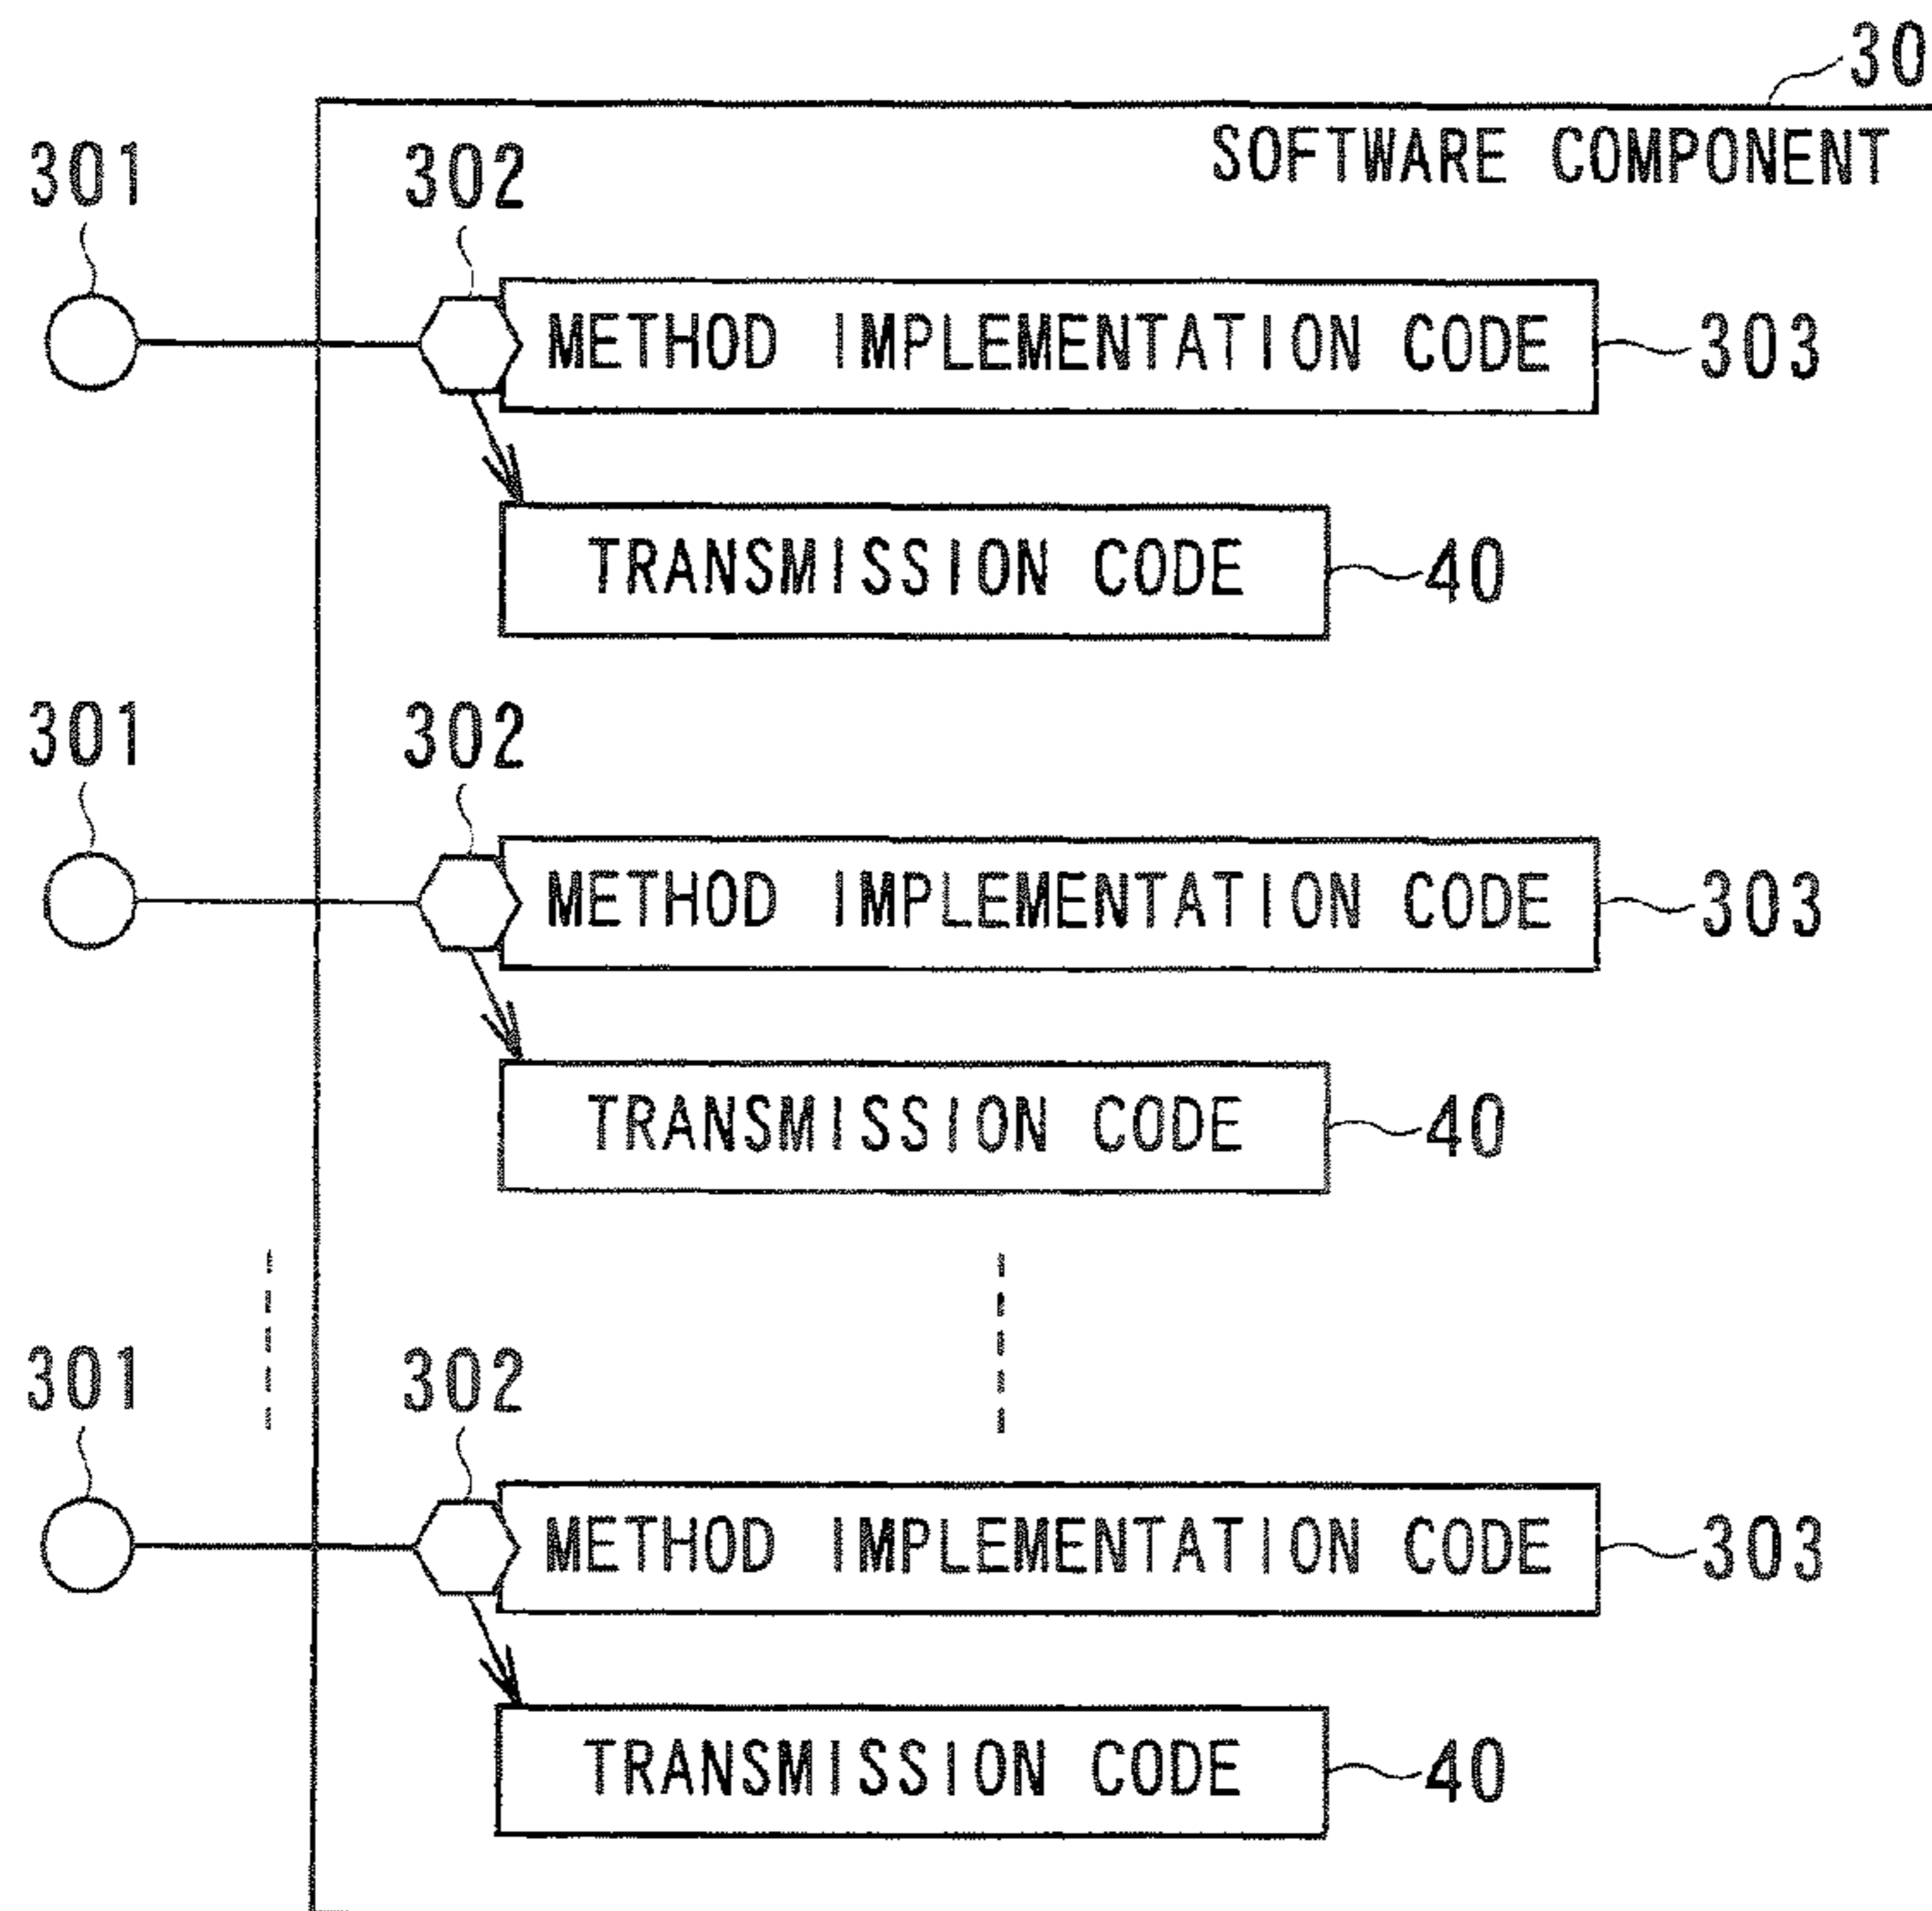 30
SOFTWARE COMPONENT
301 302
METHOD IMPLEMENTATION CODE 303
TRANSMISSION CODE 40
301 302
METHOD IMPLEMENTATION CODE 303
TRANSMISSION CODE 40
301 302
METHOD IMPLEMENTATION CODE 303
TRANSMISSION CODE 40